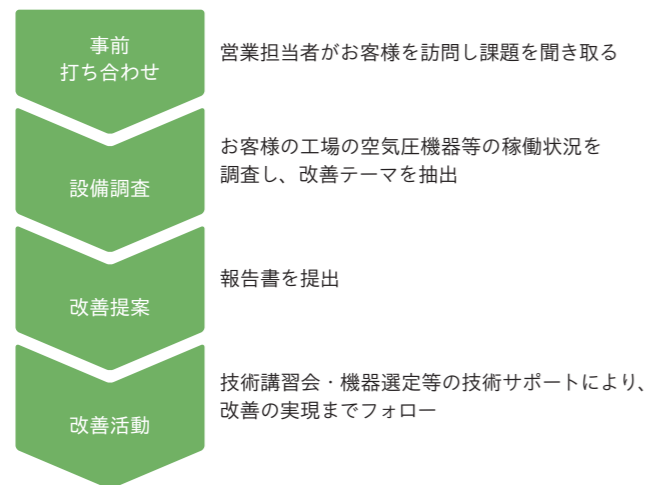 事前
打ち合わせ
営業担当者がお客様を訪問し課題を聞き取る
設備調査
お客様の工場の空気圧機器等の稼働状況を
調査し、改善テーマを抽出
改善提案
報告書を提出
改善活動
技術講習会・機器選定等の技術サポートにより、
改善の実現までフォロー